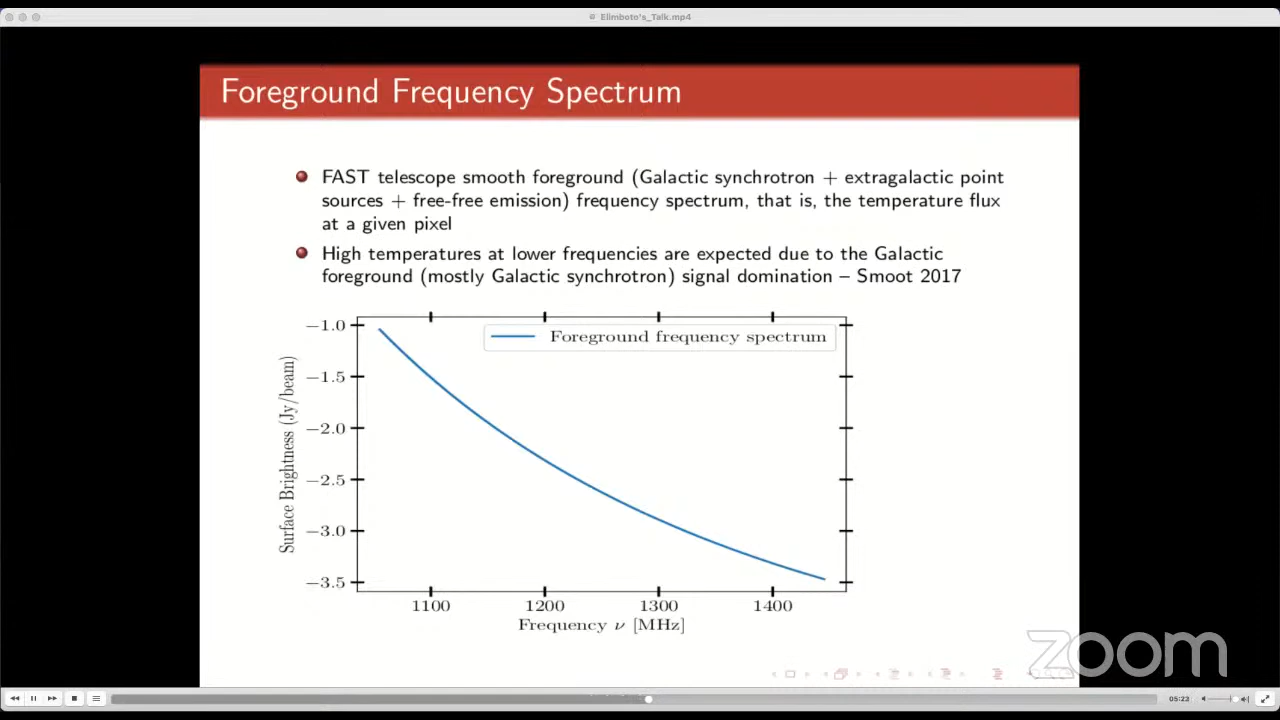 Elimboto's_Talk.mp4
Foreground Frequency Spectrum
FAST telescope smooth foreground (Galactic synchrotron + extragalactic point
sources + free-free emission) frequency spectrum, that is, the temperature flux
at a given pixel
High temperatures at lower frequencies are expected due to the Galactic
foreground (mostly Galactic synchrotron) signal domination – Smoot 2017
Foreground frequency spectrum
Surface Brightness (Jy/beam)
−1.0
−1.5
−2.0
−2.5
−3.0
−3.5
1100 1200 1300 1400
Frequency ν [MHz]
zoom
05:23